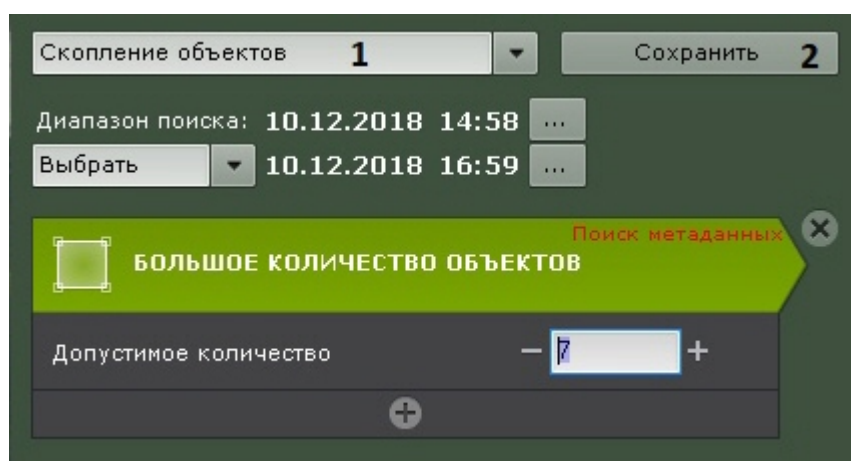 Скопление объектов 1 Сохранить 2
Диапазон поиска: 10.12.2018 14:58 ...
Выбрать 10.12.2018 16:59 ...
Поиск метаданных
БОЛЬШОЕ КОЛИЧЕСТВО ОБЪЕКТОВ
Допустимое количество − 7 +